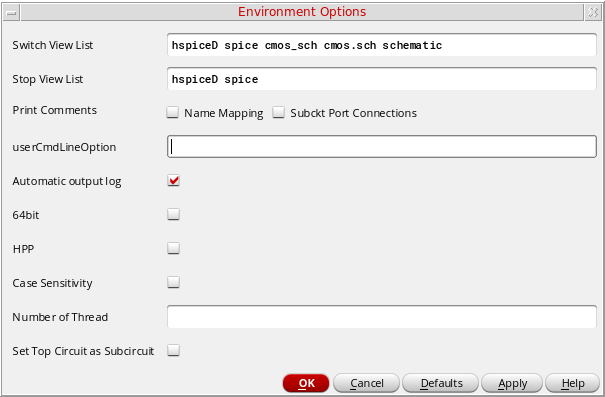 Environment Options
Switch View List hspiceD spice cmos_sch cmos.sch schematic
Stop View List hspiceD spice
Print Comments Name Mapping Subckt Port Connections
userCmdLineOption
Automatic output log
64bit
HPP
Case Sensitivity
Number of Thread
Set Top Circuit as Subcircuit
OK Cancel Defaults Apply Help